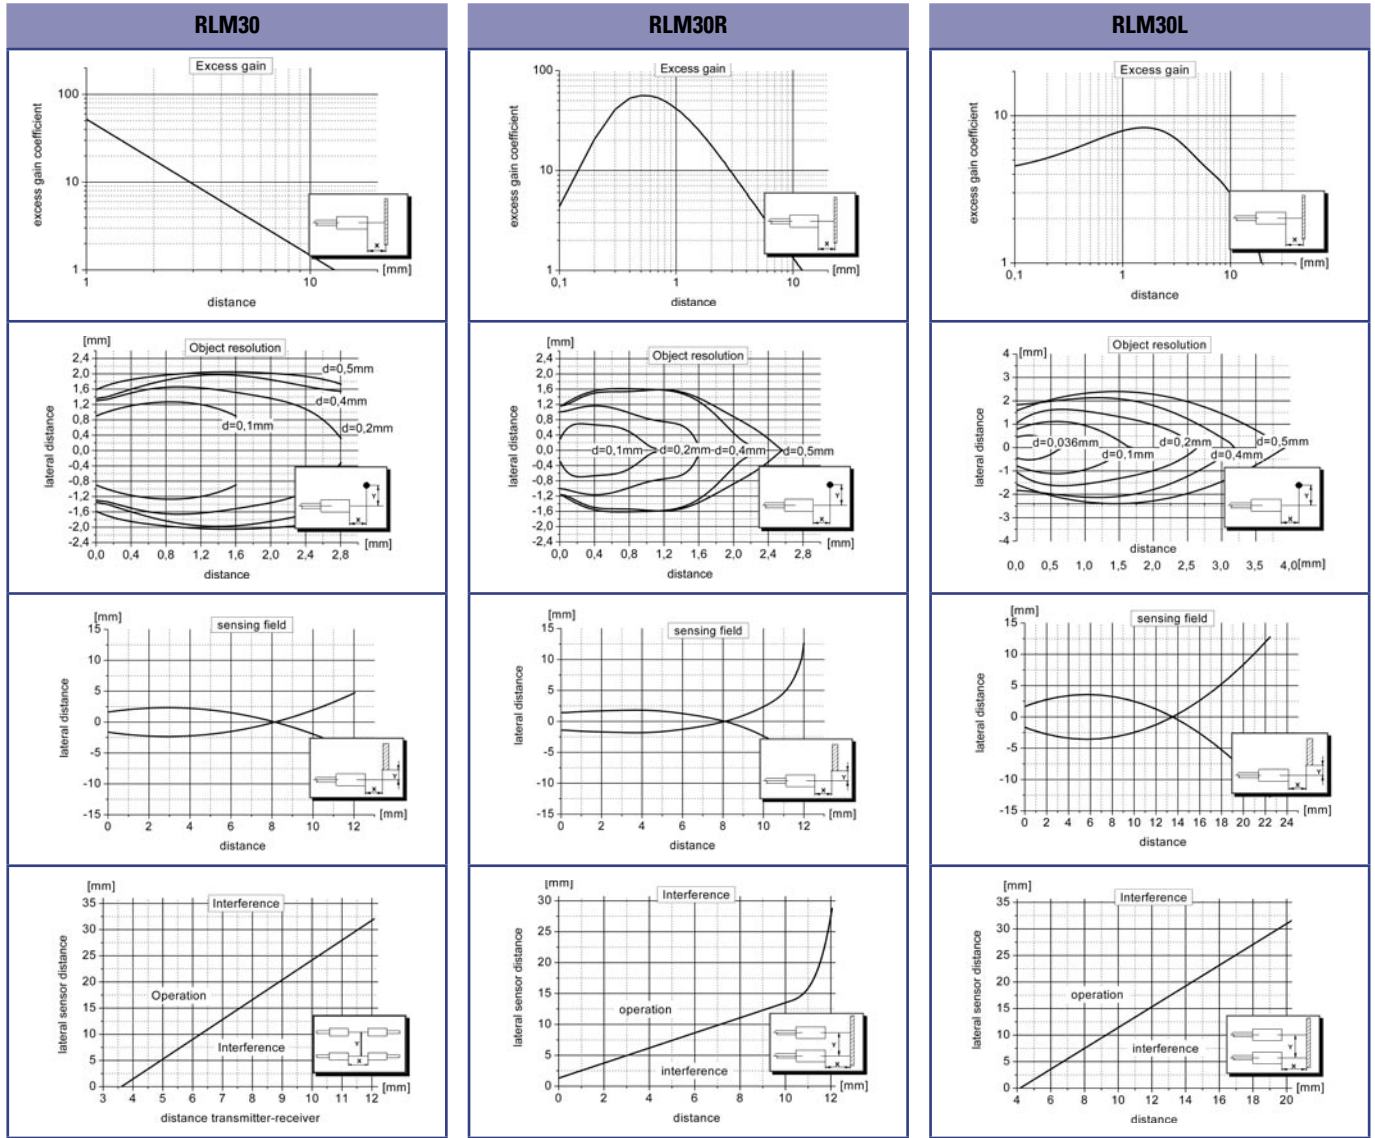 RLM30
RLM30R
RLM30L
Excess gain
excess gain coefficient
100
10
1
1
10
[mm]
distance
Excess gain
excess gain coefficient
100
10
1
0,1
1
10
[mm]
distance
Excess gain
excess gain coefficient
10
1
0,1
1
10
[mm]
distance
X
X
X
[mm]
Object resolution
lateral distance
2,4
2,0
1,6
1,2
0,8
0,4
0,0
-0,4
-0,8
-1,2
-1,6
-2,0
-2,4
d=0,5mm
d=0,4mm
d=0,1mm
d=0,2mm
Y
X
0,0 0,4 0,8 1,2 1,6 2,0 2,4 2,8 [mm]
distance
[mm]
Object resolution
lateral distance
2,4
2,0
1,6
1,2
0,8
0,4
0,0
-0,4
-0,8
-1,2
-1,6
-2,0
-2,4
d=0,1mm d=0,2mm d=0,4mm d=0,5mm
Y
X
0,0 0,4 0,8 1,2 1,6 2,0 2,4 2,8 [mm]
distance
[mm]
Object resolution
lateral distance
4
3
2
1
0
-1
-2
-3
-4
d=0,036mm d=0,2mm d=0,5mm
d=0,1mm d=0,4mm
Y
X
distance
0,0 0,5 1,0 1,5 2,0 2,5 3,0 3,5 4,0[mm]
[mm]
sensing field
lateral distance
15
10
5
0
-5
-10
-15
Y
X
[mm]
0 2 4 6 8 10 12
distance
[mm]
sensing field
lateral distance
15
10
5
0
-5
-10
-15
Y
X
[mm]
0 2 4 6 8 10 12
distance
[mm]
sensing field
lateral distance
15
10
5
0
-5
-10
-15
Y
X
[mm]
0 2 4 6 8 10 12 14 16 18 20 22 24
distance
[mm]
Interference
lateral sensor distance
35
30
25
20
15
10
5
0
Operation
Interference
Y
X
[mm]
3 4 5 6 7 8 9 10 11 12
distance transmitter-receiver
[mm]
Interference
lateral sensor distance
30
25
20
15
10
5
0
operation
interference
Y
X
[mm]
0 2 4 6 8 10 12
distance
[mm]
Interference
lateral sensor distance
35
30
25
20
15
10
5
0
operation
interference
Y
X
[mm]
4 6 8 10 12 14 16 18 20
distance